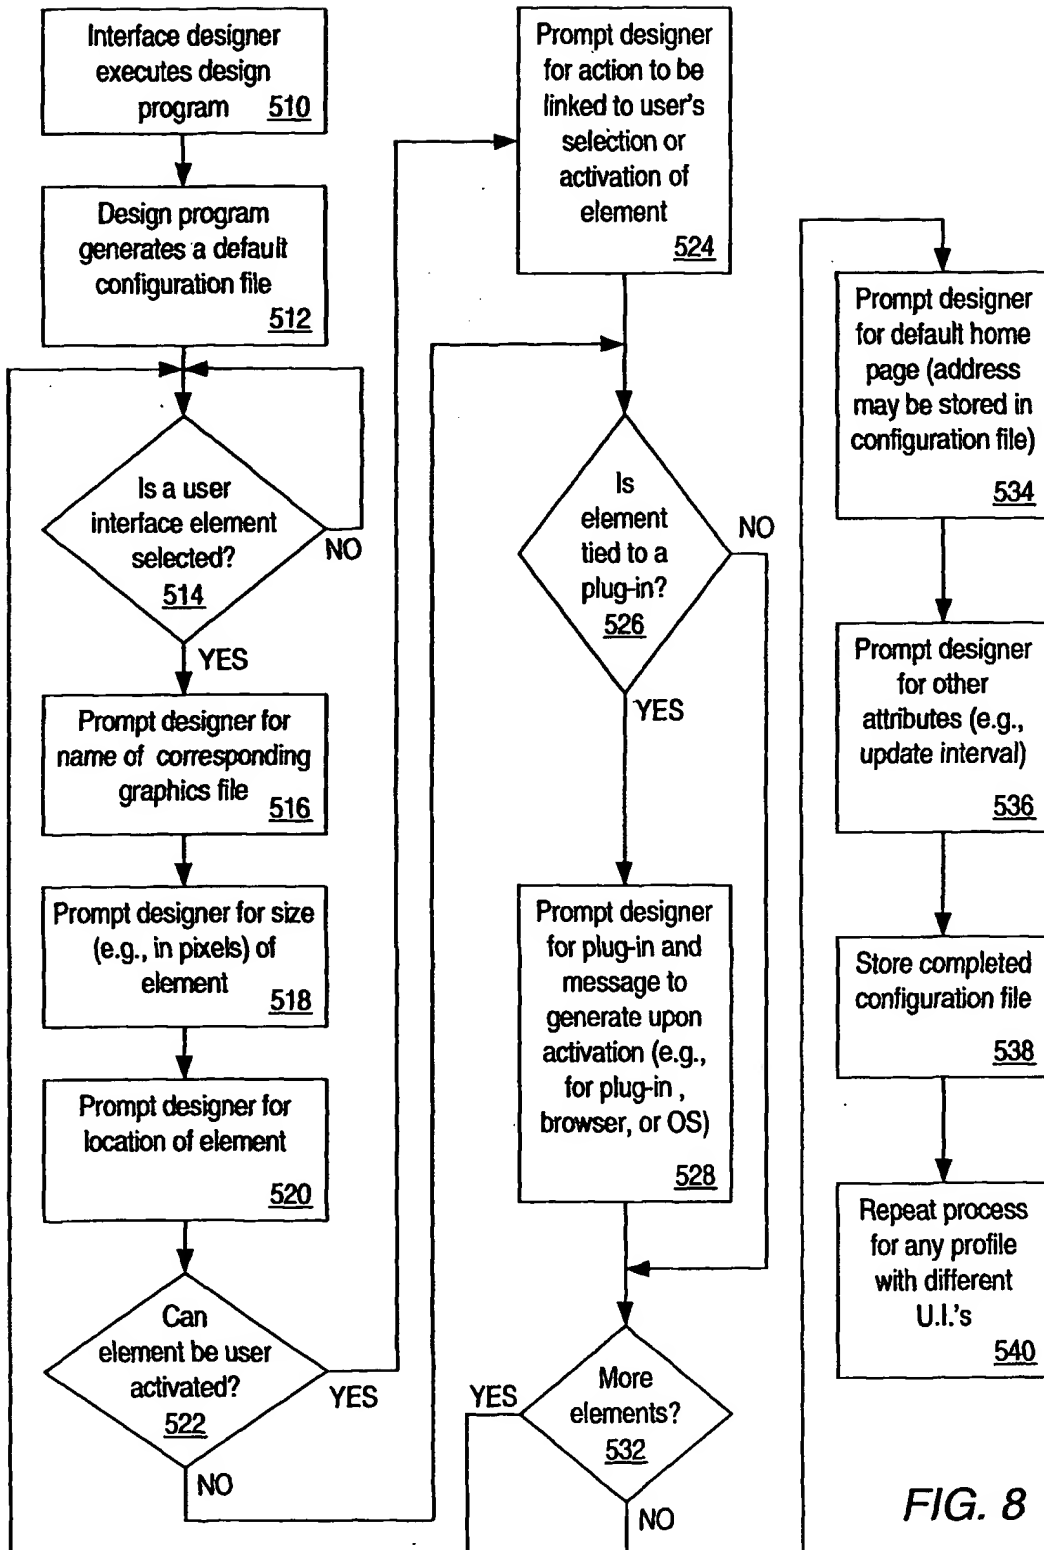 Interface designer
executes design
program 510
Design program
generates a default
configuration file
512
Is a user
interface element
selected?
514
NO
YES
Prompt designer for
name of corresponding
graphics file
516
Prompt designer for size
(e.g., in pixels) of
element
518
Prompt designer for
location of element
520
Can
element be user
activated?
522
YES
NO
Prompt designer
for action to be
linked to user's
selection or
activation of
element
524
Is
element
tied to a
plug-in?
526
NO
YES
Prompt designer
for plug-in and
message to
generate upon
activation (e.g.,
for plug-in ,
browser, or OS)
528
More
elements?
532
YES
NO
Prompt designer
for default home
page (address
may be stored in
configuration file)
534
Prompt designer
for other
attributes (e.g.,
update interval)
536
Store completed
configuration file
538
Repeat process
for any profile
with different
U.I.'s
540
FIG. 8